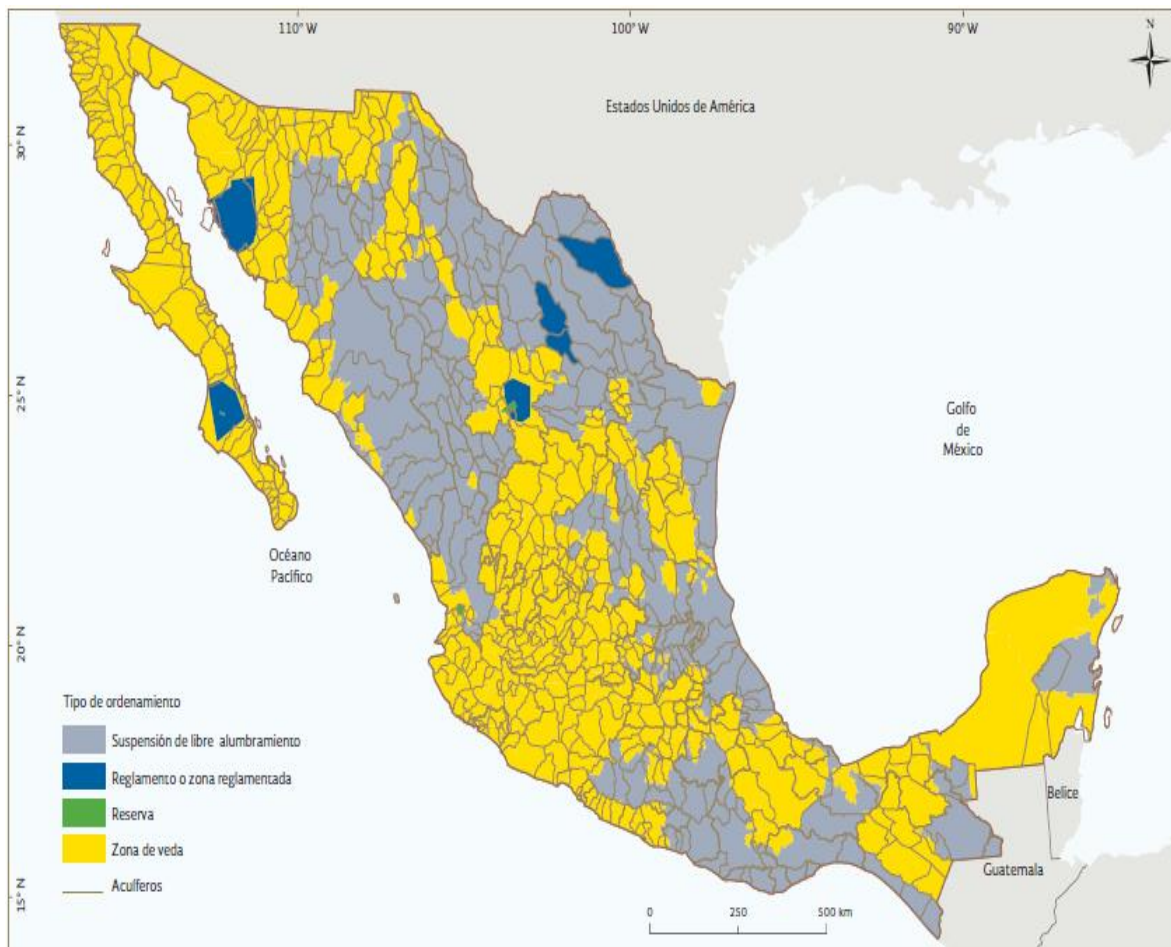 110° W
100° W
90° W
N
Estados Unidos de América
30° N
25° N
Golfo
de
México
Océano
Pacífico
20° N
Tipo de ordenamiento
Suspensión de libre alumbramiento
Reglamento o zona reglamentada
Reserva
Zona de veda
Acuíferos
Belice
Guatemala
15° N
0 250 500 km